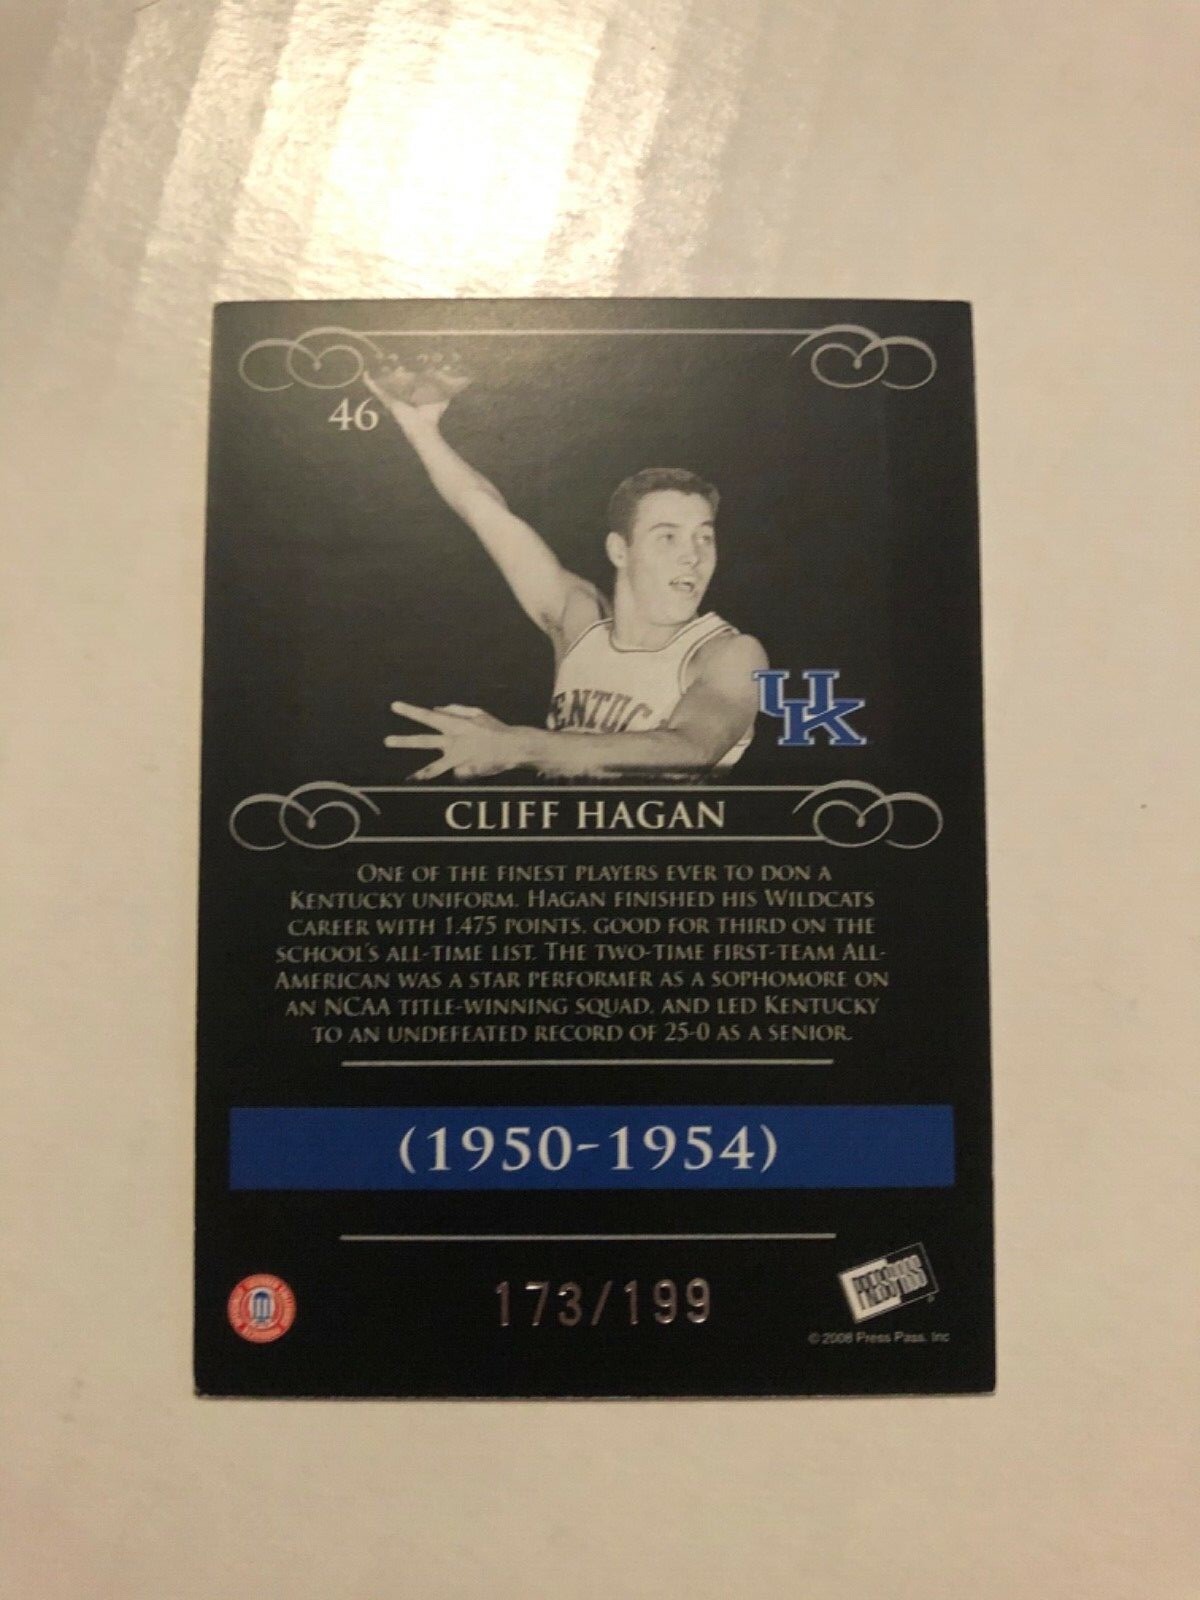 46
ENTUC
UK
CLIFF HAGAN
ONE OF THE FINEST PLAYERS EVER TO DON A
KENTUCKY UNIFORM, HAGAN FINISHED HIS WILDCATS
CAREER WITH 1,475 POINTS, GOOD FOR THIRD ON THE
SCHOOL'S ALL-TIME LIST. THE TWO-TIME FIRST-TEAM ALL-
AMERICAN WAS A STAR PERFORMER AS A SOPHOMORE ON
AN NCAA TITLE-WINNING SQUAD, AND LED KENTUCKY
TO AN UNDEFEATED RECORD OF 25-0 AS A SENIOR.
(1950-1954)
173/199
PRESS PASS
© 2008 Press Pass, Inc